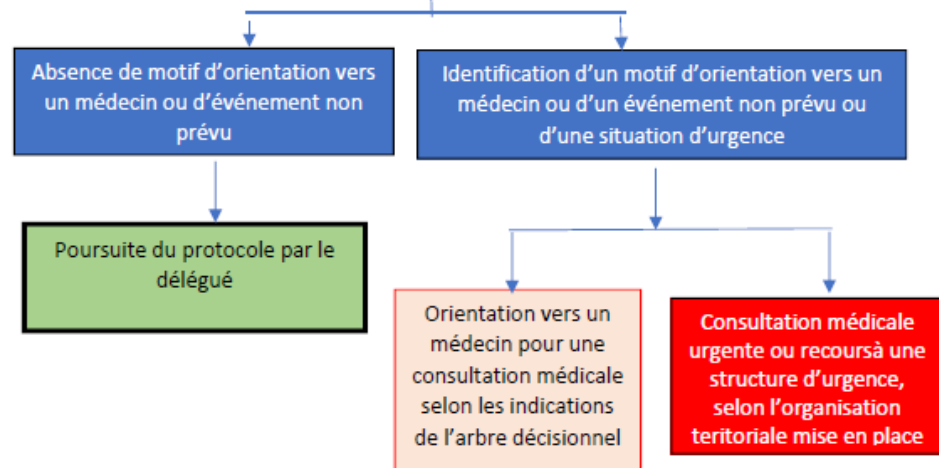 Absence de motif d'orientation vers
un médecin ou d'événement non
prévu
Identification d'un motif d'orientation vers un
médecin ou d'un événement non prévu ou
d'une situation d'urgence
Poursuite du protocole par le
délégué
Orientation vers un
médecin pour une
consultation médicale
selon les indications
de l'arbre décisionnel
Consultation médicale
urgente ou recoursà une
structure d'urgence,
selon l'organisation
teritoriale mise en place